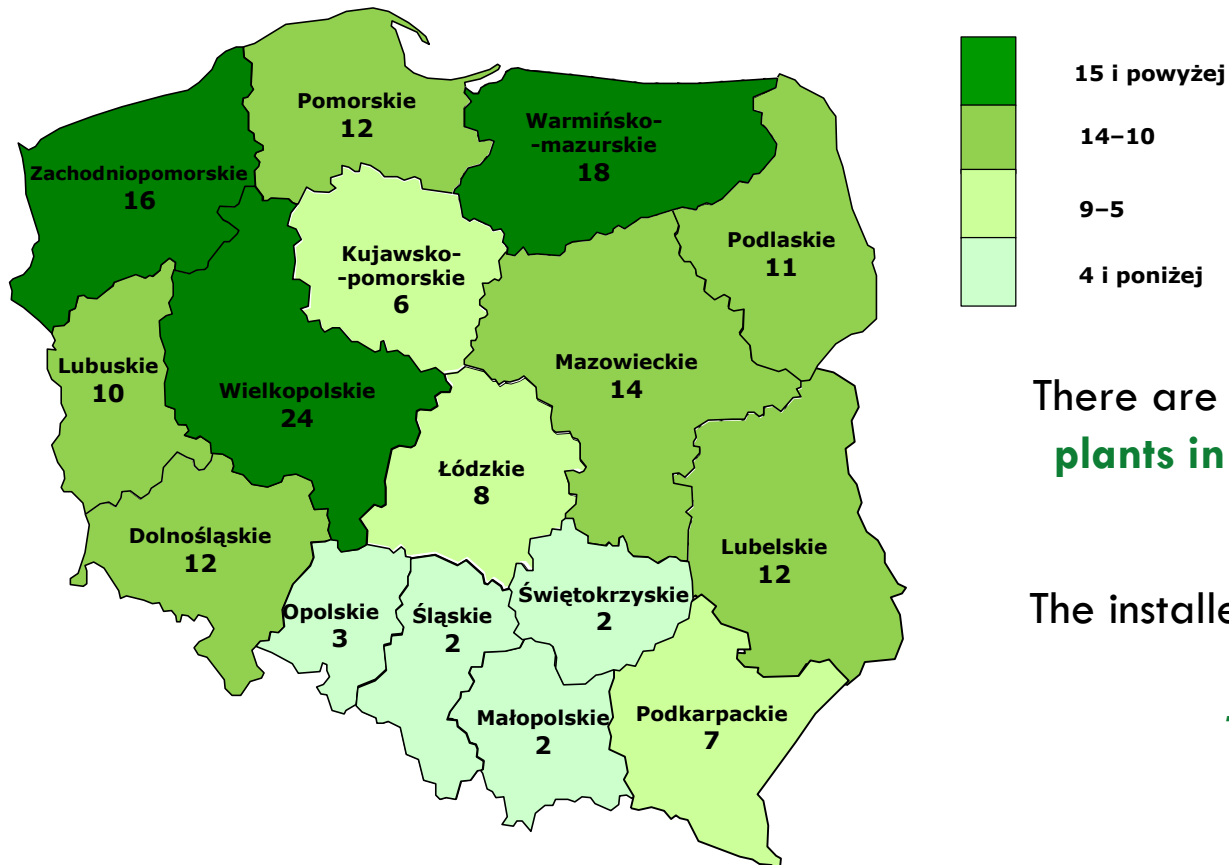 Pomorskie
12
Warmińsko-
-mazurskie
18
Zachodniopomorskie
16
Podlaskie
11
Kujawsko-
-pomorskie
6
Lubuskie
10
Wielkopolskie
24
Mazowieckie
14
Łódzkie
8
Dolnośląskie
12
Lubelskie
12
Opolskie
3
Śląskie
2
Świętokrzyskie
2
Małopolskie
2
Podkarpackie
7
15 i powyżej
14–10
9–5
4 i poniżej
There are
plants in
The installe